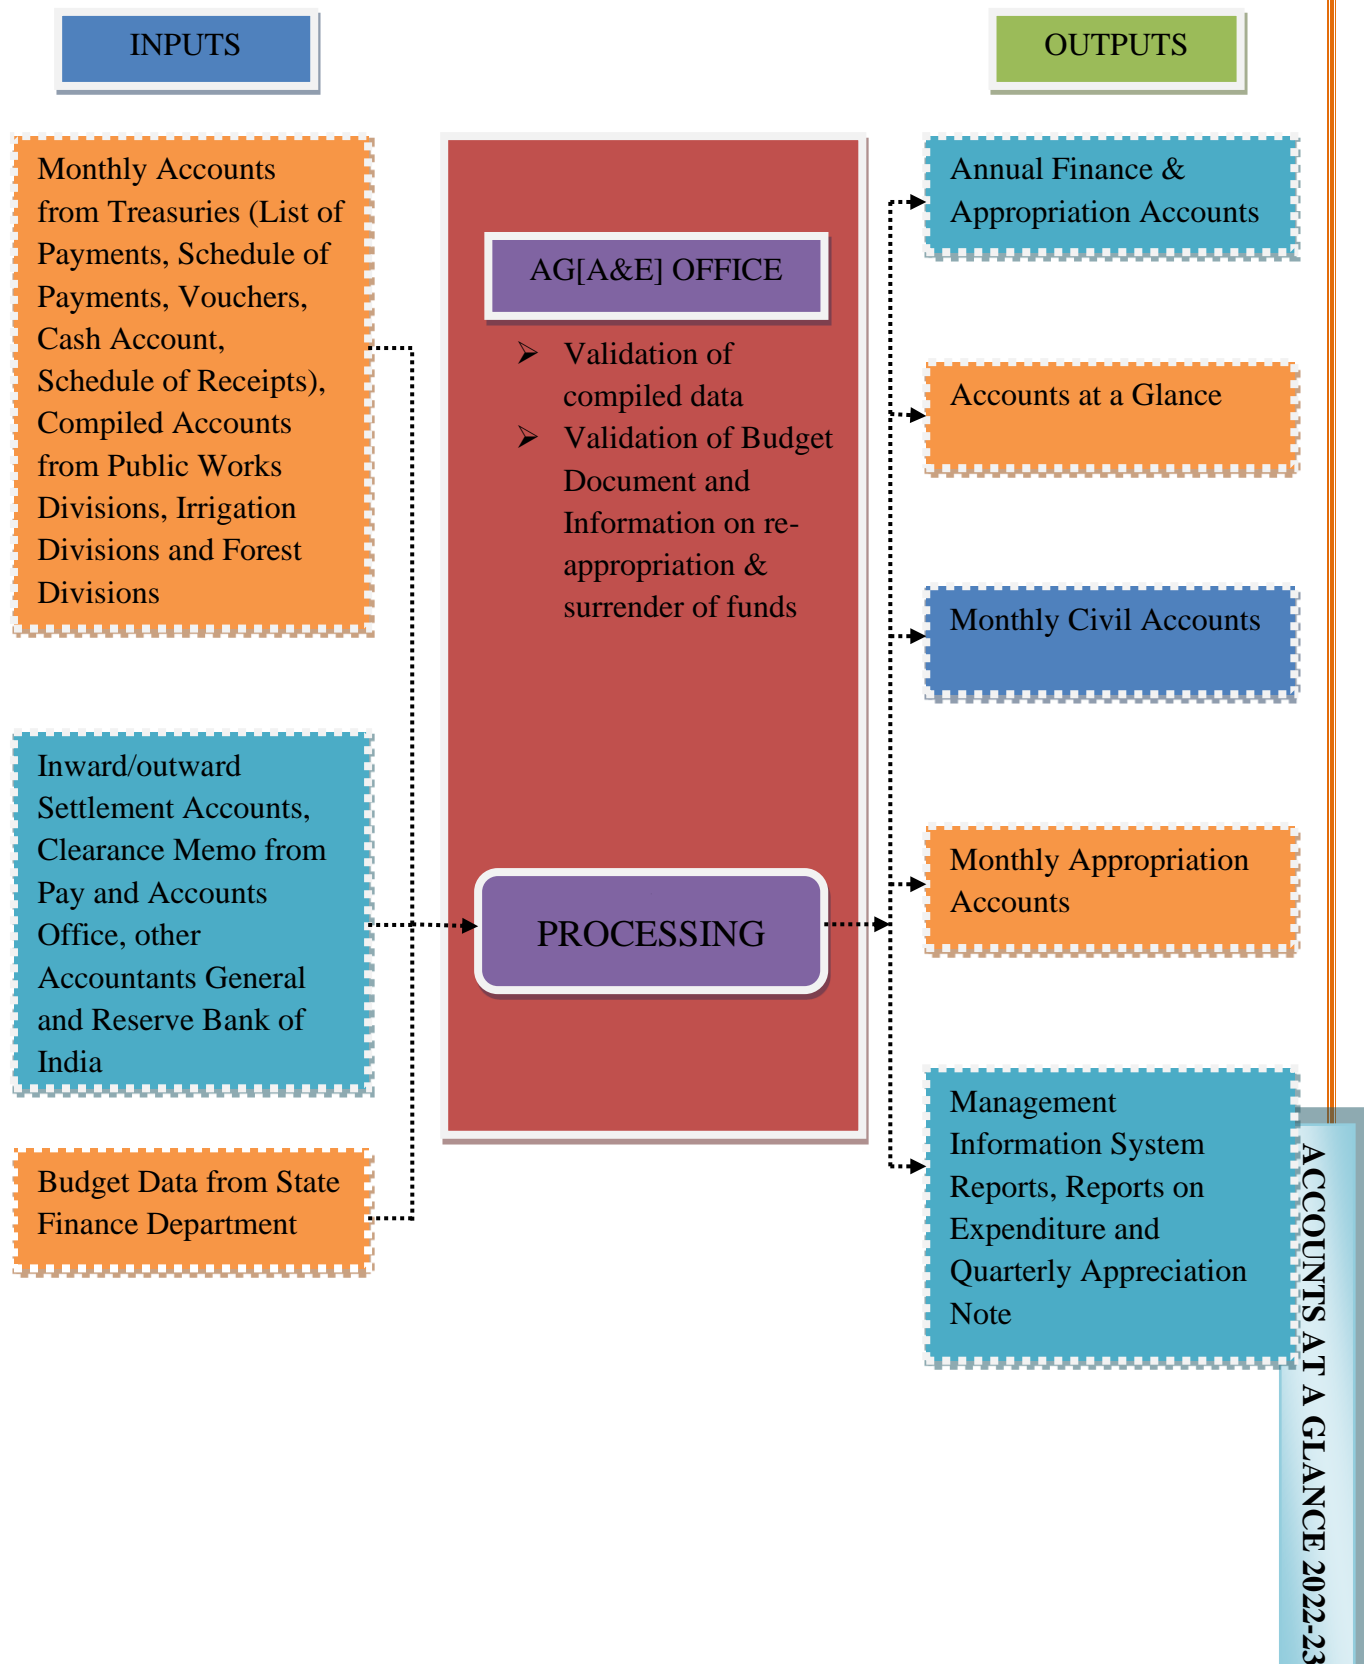 INPUTS
OUTPUTS
Monthly Accounts
from Treasuries (List of
Payments, Schedule of
Payments, Vouchers,
Cash Account,
Schedule of Receipts),
Compiled Accounts
from Public Works
Divisions, Irrigation
Divisions and Forest
Divisions
Inward/outward
Settlement Accounts,
Clearance Memo from
Pay and Accounts
Office, other
Accountants General
and Reserve Bank of
India
Budget Data from State
Finance Department
AG[A&E] OFFICE
➢ Validation of
compiled data
➢ Validation of Budget
Document and
Information on re-
appropriation &
surrender of funds
PROCESSING
Annual Finance &
Appropriation Accounts
Accounts at a Glance
Monthly Civil Accounts
Monthly Appropriation
Accounts
Management
Information System
Reports, Reports on
Expenditure and
Quarterly Appreciation
Note
ACCOUNTS AT A GLANCE 2022-23